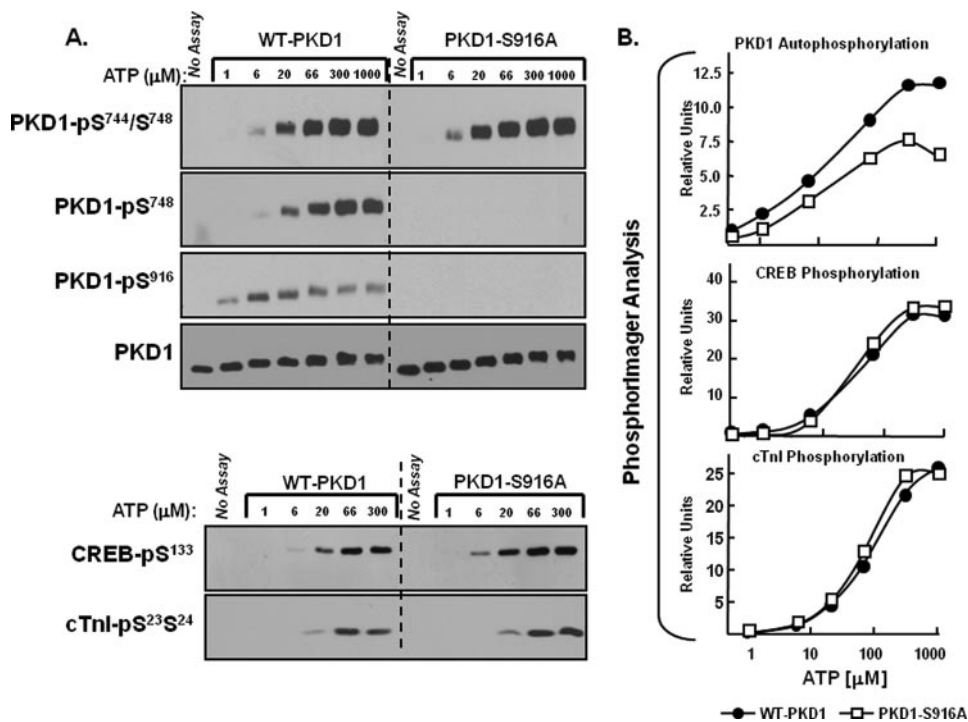 A.
No Assay
WT-PKD1
No Assay
PKD1-S916A
ATP (µM):
1 6 20 66 300 1000
1 6 20 66 300 1000
PKD1-pS744/S748
PKD1-pS748
PKD1-pS916
PKD1
No Assay
WT-PKD1
No Assay
PKD1-S916A
ATP (µM):
1 6 20 66 300
1 6 20 66 300
CREB-pS133
cTnI-pS23S24
B.
PhosphorImager Analysis
PKD1 Autophosphorylation
Relative Units
12.5
10.0
7.5
5.0
2.5
CREB Phosphorylation
Relative Units
40
30
20
10
cTnI Phosphorylation
Relative Units
25
20
15
10
5
1 10 100 1000
ATP [µM]
WT-PKD1 PKD1-S916A